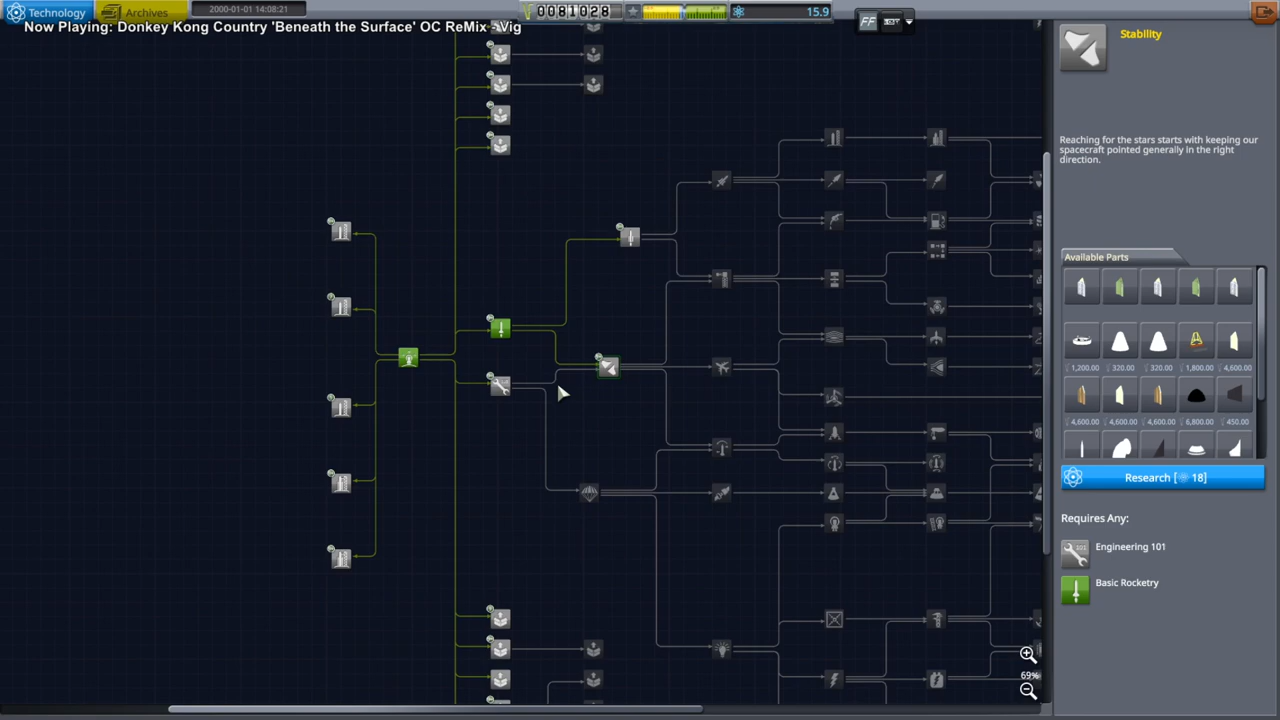 Technology
Archives
2000-01-01 14:08:21
0081028
15.9
FF
Now Playing: Donkey Kong Country 'Beneath the Surface' OC ReMix - Vig
Stability
Reaching for the stars starts with keeping our
spacecraft pointed generally in the right
direction.
Available Parts
1,200.00 320.00 320.00 1,800.00 4,600.00
4,600.00 4,600.00 4,600.00 6,800.00 450.00
Research [ 18]
Requires Any:
Engineering 101
Basic Rocketry
69%